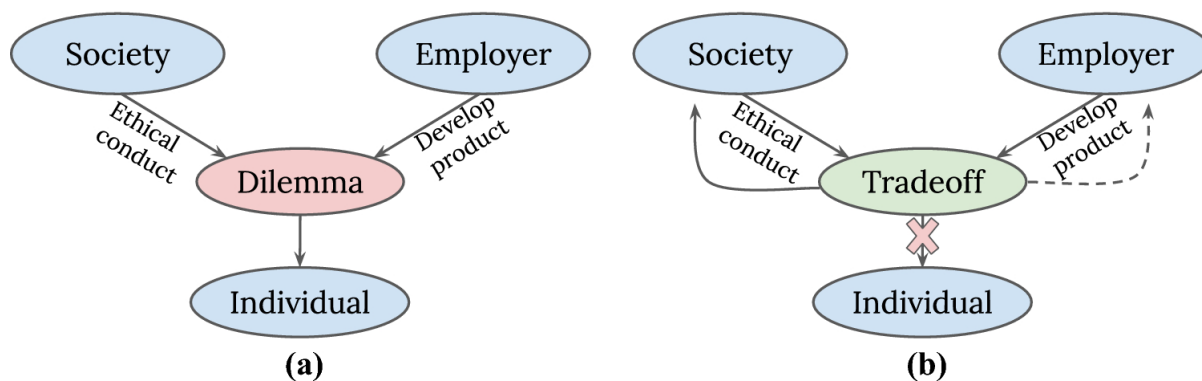 Society
Employer
Ethical
conduct
Develop
product
Dilemma
Individual
(a)
Society
Employer
Ethical
conduct
Develop
product
Tradeoff
Individual
(b)